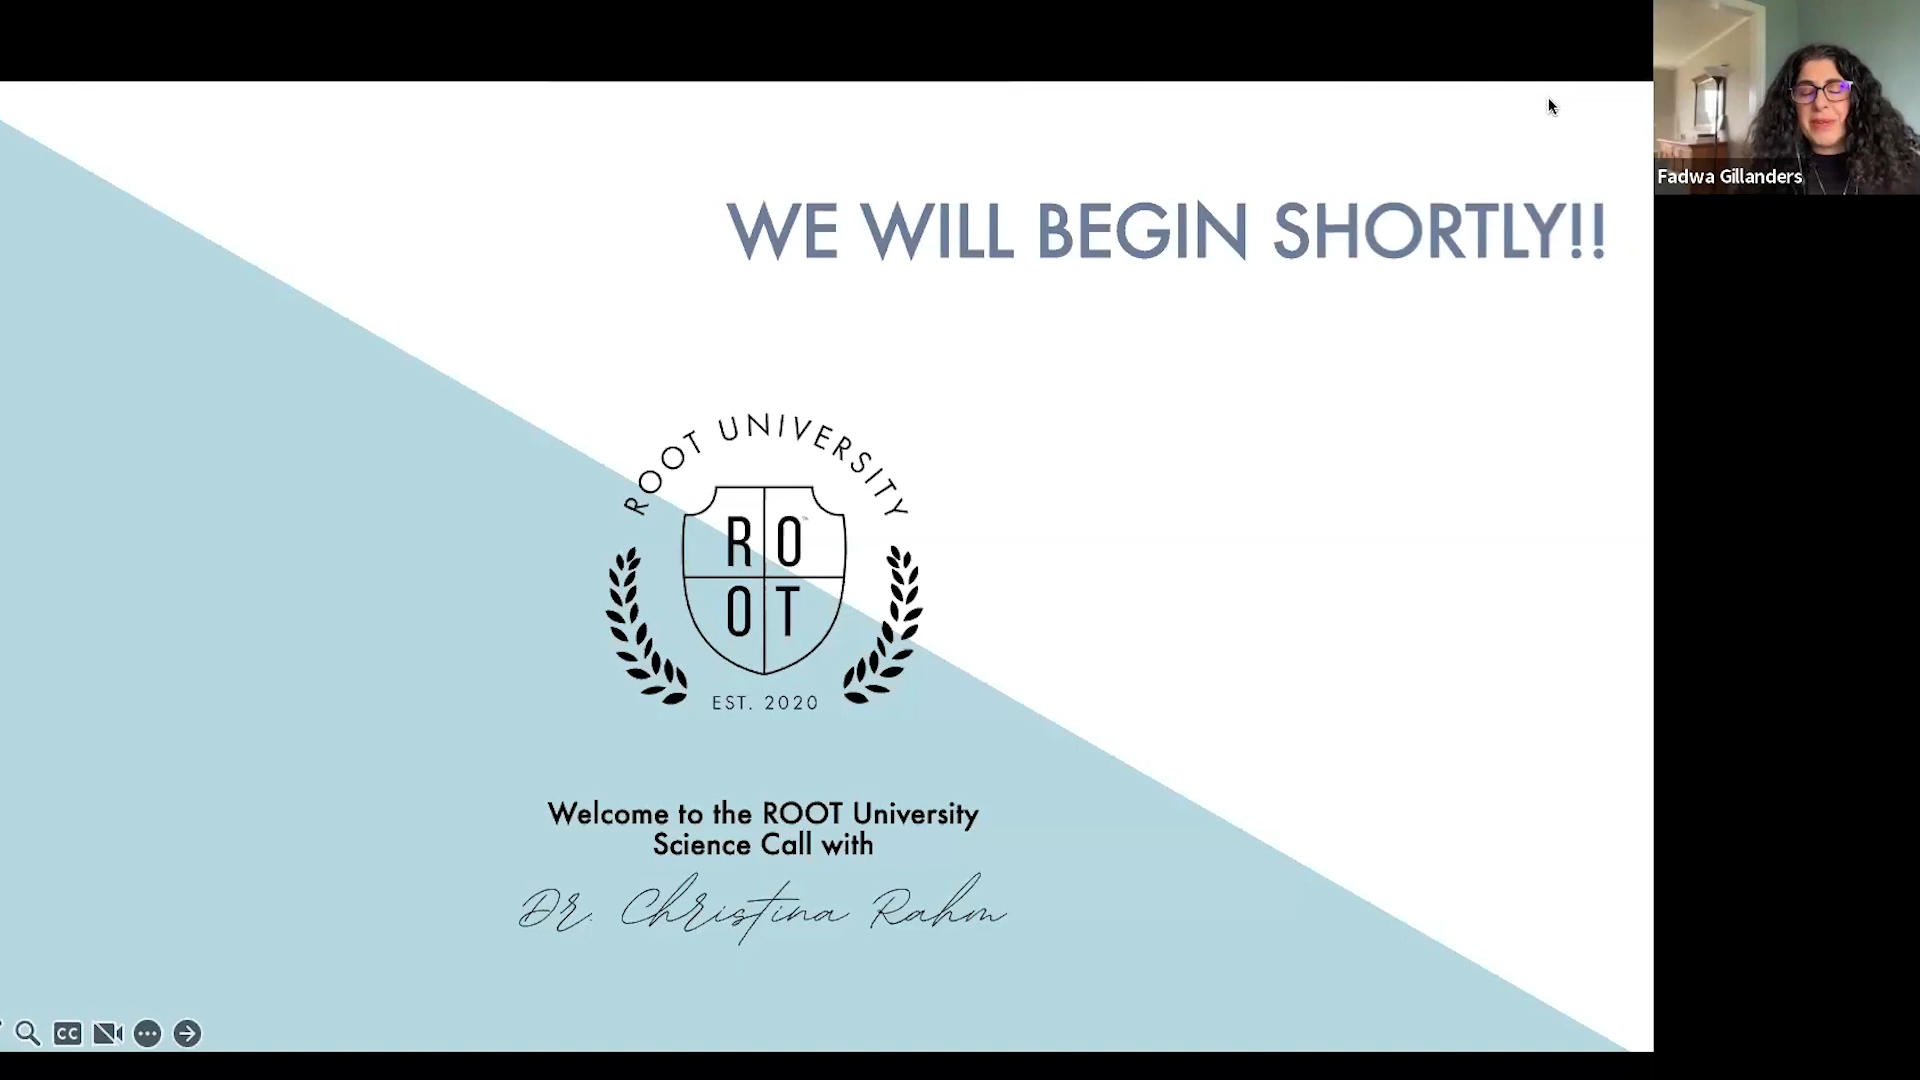 Fadwa Gillanders
WE WILL BEGIN SHORTLY!!
ROOT UNIVERSITY
RO
OT
EST. 2020
Welcome to the ROOT University
Science Call with
Dr. Christina Rahm
CC